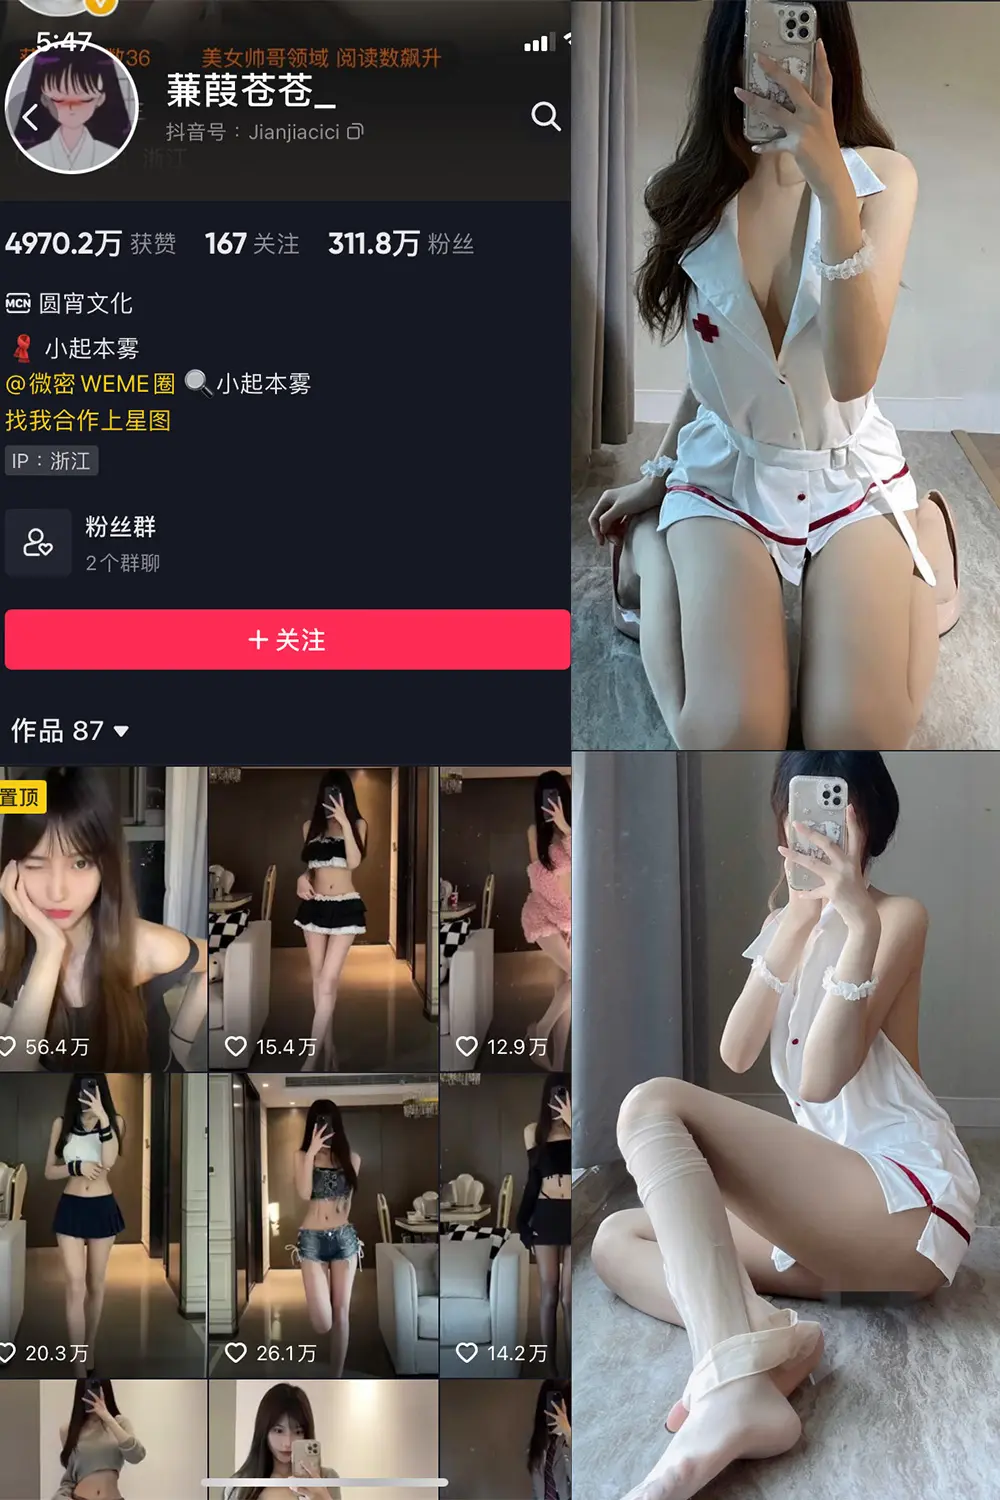 5:47
36
美女帅哥领域 阅读数飙升
蒹葭苍苍_
抖音号：Jianjiacici
浙江
4970.2万 获赞 167 关注 311.8万 粉丝
MCN 圆宵文化
小起本雾
@微密 WEME圈 小起本雾
找我合作上星图
IP：浙江
粉丝群
2个群聊
+ 关注
作品 87
置顶
56.4万 15.4万 12.9万
20.3万 26.1万 14.2万